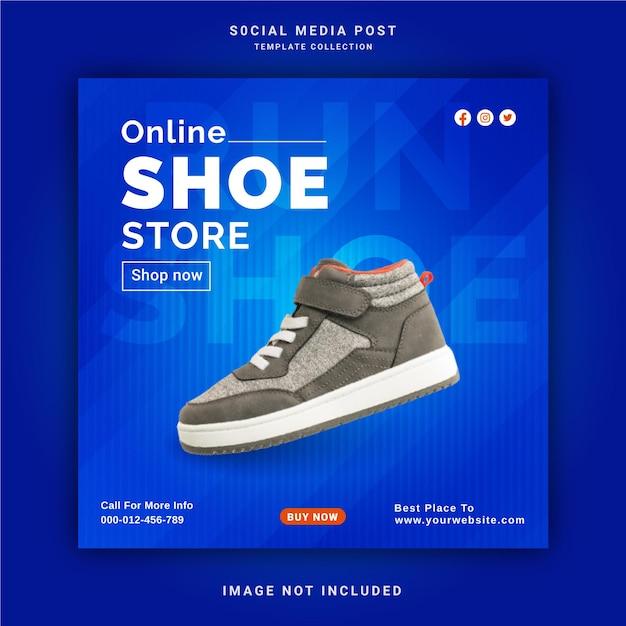 SOCIAL MEDIA POST
TEMPLATE COLLECTION
RUN
Online
SHOE
STORE
Shop now
SHOE
Call For More Info
000-012-456-789
BUY NOW
Best Place To
www.yourwebsite.com
IMAGE NOT INCLUDED